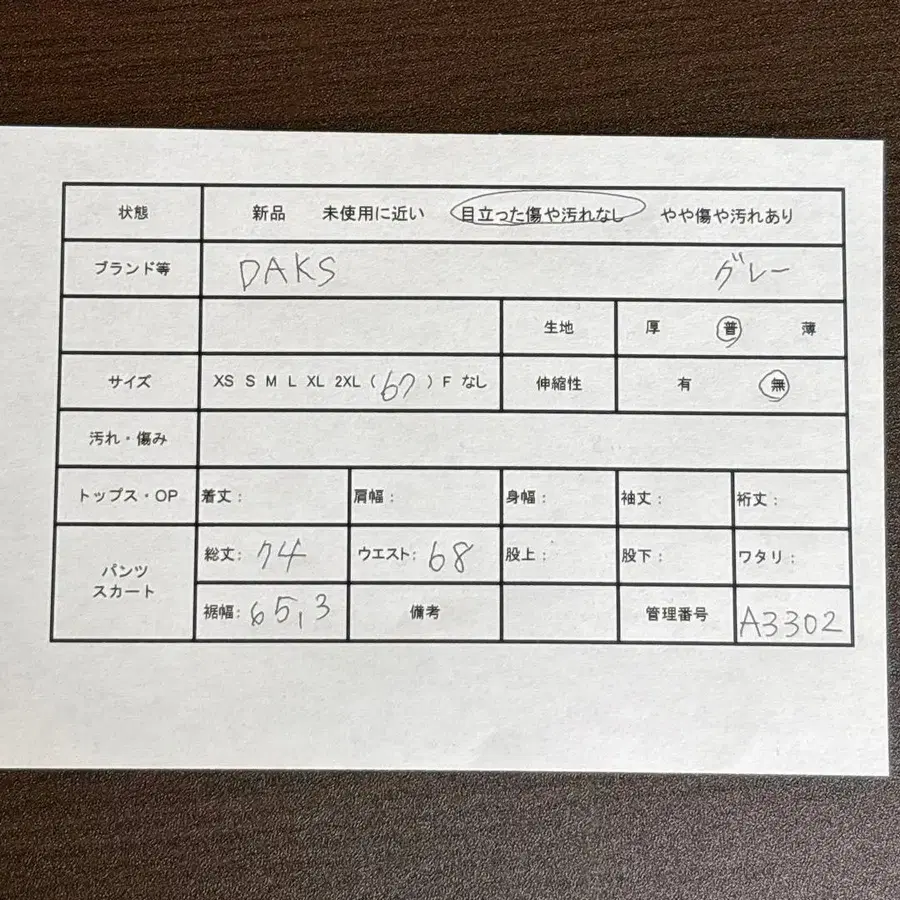 状態 新品 未使用に近い 目立った傷や汚れなし やや傷や汚れあり
ブランド等 DAKS グレー
生地 厚 普 薄
サイズ XS S M L XL 2XL ( 67 ) F なし 伸縮性 有 無
汚れ・傷み
トップス・OP 着丈: 肩幅: 身幅: 袖丈: 裄丈:
パンツ
スカート
総丈: 74 ウエスト: 68 股上: 股下: ワタリ:
裾幅: 65,3 備考 管理番号 A3302